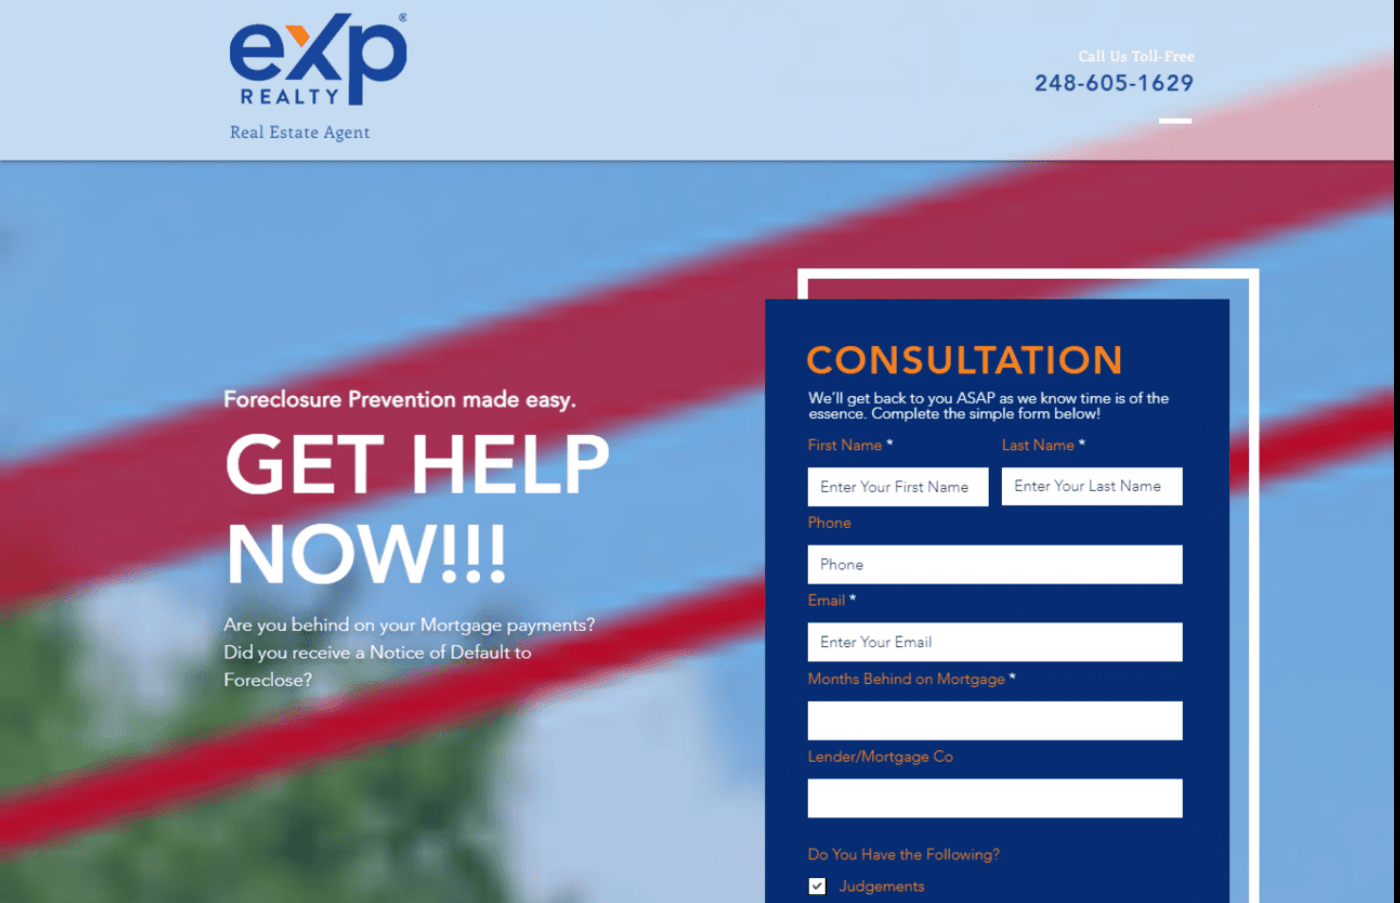 exp
REALTY
Real Estate Agent
Call Us Toll-Free
248-605-1629
Foreclosure Prevention made easy.
GET HELP
NOW!!!
Are you behind on your Mortgage payments?
Did you receive a Notice of Default to
Foreclose?
CONSULTATION
We'll get back to you ASAP as we know time is of the
essence. Complete the simple form below!
First Name * Last Name *
Enter Your First Name Enter Your Last Name
Phone
Phone
Email *
Enter Your Email
Months Behind on Mortgage *
Lender/Mortgage Co
Do You Have the Following?
Judgements